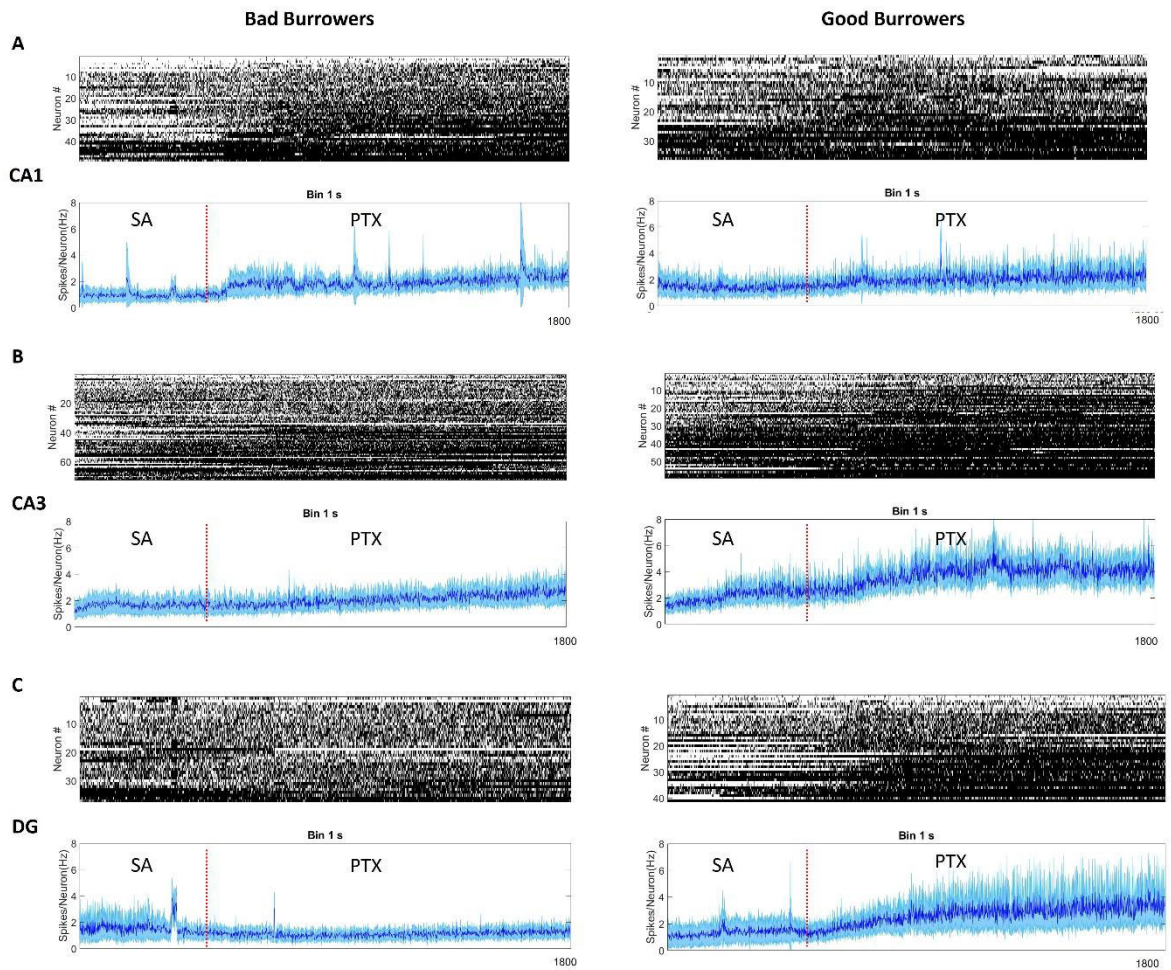 Bad Burrowers
Good Burrowers
A
Neuron #
10
20
30
40
Neuron #
10
20
30
CA1
Bin 1 s
Spikes/Neuron(Hz)
8
6
4
2
0
SA
PTX
1800
Bin 1 s
Spikes/Neuron(Hz)
8
6
4
2
0
SA
PTX
1800
B
Neuron #
20
40
60
Neuron #
10
20
30
40
50
CA3
Bin 1 s
Spikes/Neuron(Hz)
8
6
4
2
0
SA
PTX
1800
Bin 1 s
Spikes/Neuron(Hz)
8
6
4
2
0
SA
PTX
1800
C
Neuron #
10
20
30
Neuron #
10
20
30
40
DG
Bin 1 s
Spikes/Neuron(Hz)
8
6
4
2
0
SA
PTX
1800
Bin 1 s
Spikes/Neuron(Hz)
8
6
4
2
0
SA
PTX
1800